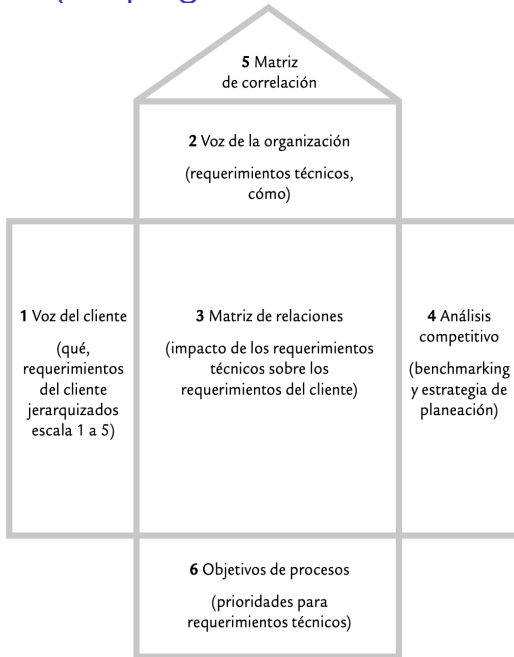 5 Matriz
de correlación
2 Voz de la organización
(requerimientos técnicos,
cómo)
1 Voz del cliente
(qué,
requerimientos
del cliente
jerarquizados
escala 1 a 5)
3 Matriz de relaciones
(impacto de los requerimientos
técnicos sobre los
requerimientos del cliente)
4 Análisis
competitivo
(benchmarking
y estrategia de
planeación)
6 Objetivos de procesos
(prioridades para
requerimientos técnicos)